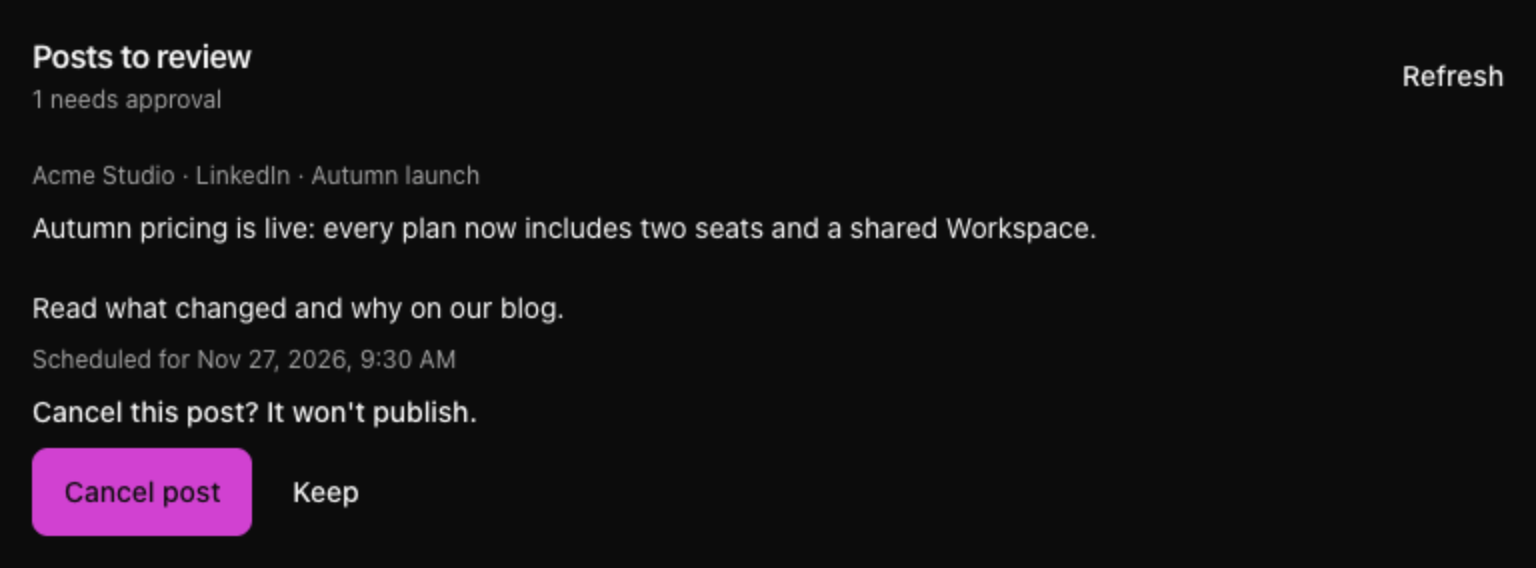 Posts to review
1 needs approval
Refresh
Acme Studio · LinkedIn · Autumn launch
Autumn pricing is live: every plan now includes two seats and a shared Workspace.
Read what changed and why on our blog.
Scheduled for Nov 27, 2026, 9:30 AM
Cancel this post? It won't publish.
Cancel post
Keep